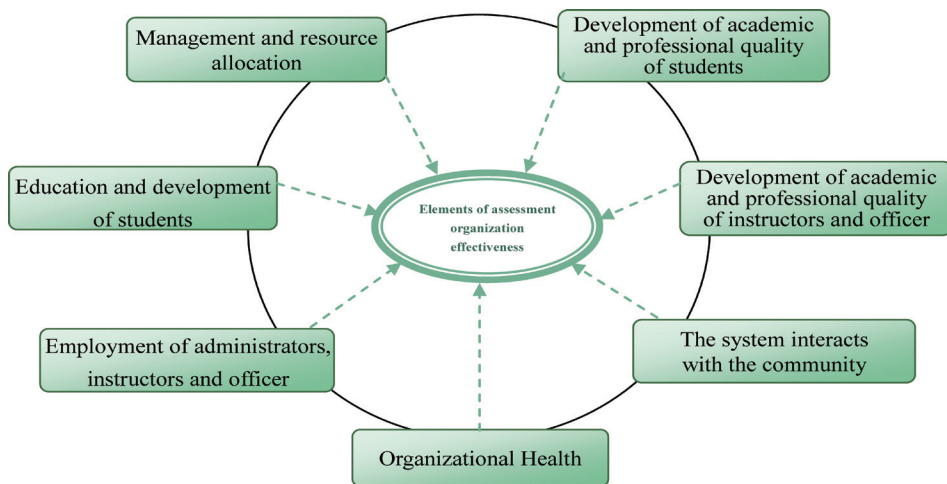 Management and resource
allocation
Development of academic
and professional quality
of students
Education and development
of students
Elements of assessment
organization
effectiveness
Development of academic
and professional quality
of instructors and officer
Employment of administrators,
instructors and officer
The system interacts
with the community
Organizational Health